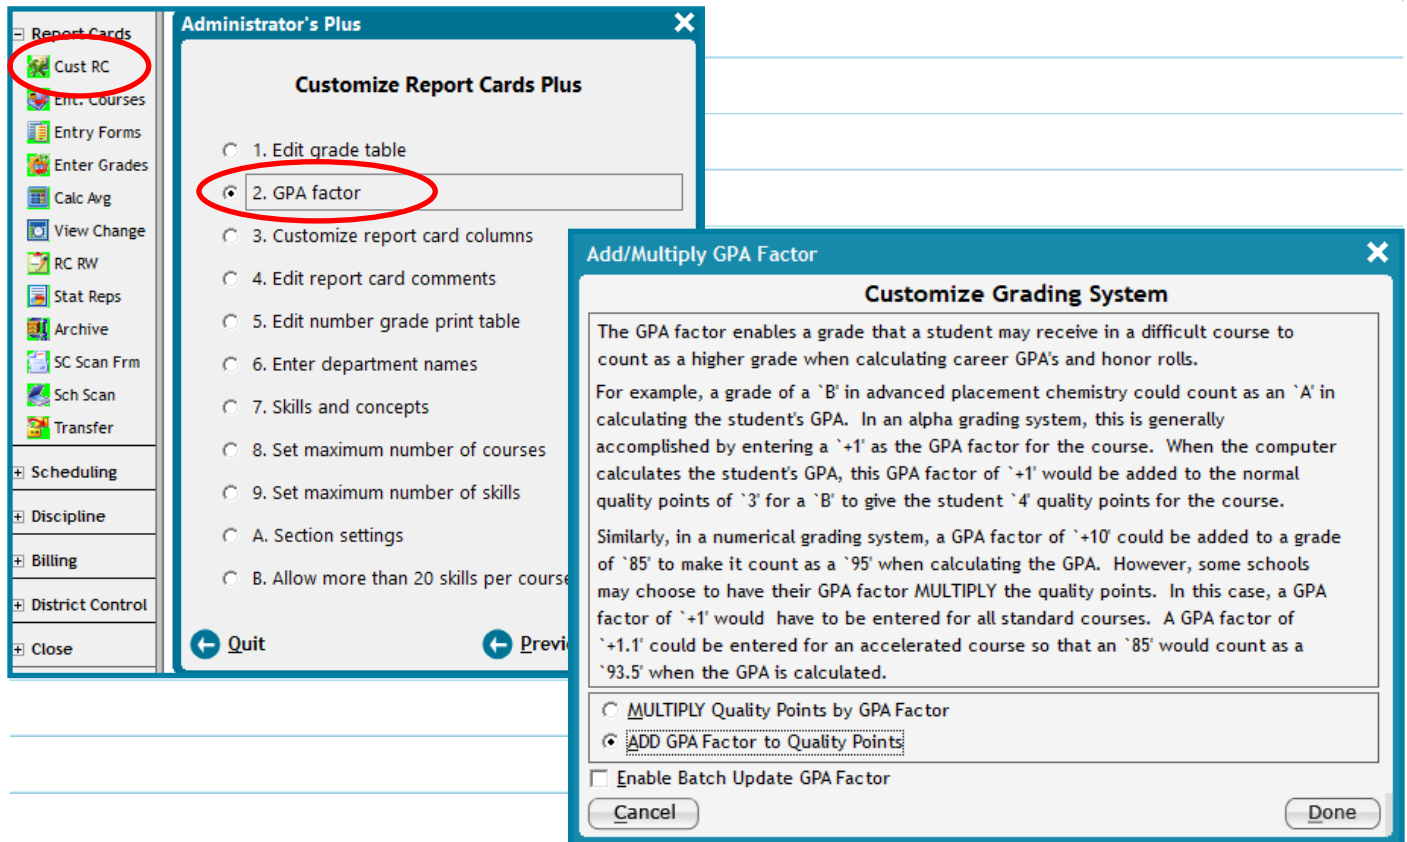 Report Cards
Cust RC
Ent. Courses
Entry Forms
Enter Grades
Calc Avg
View Change
RC RW
Stat Reps
Archive
SC Scan Frm
Sch Scan
Transfer
Scheduling
Discipline
Billing
District Control
Close
Administrator's Plus
Customize Report Cards Plus
1. Edit grade table
2. GPA factor
3. Customize report card columns
4. Edit report card comments
5. Edit number grade print table
6. Enter department names
7. Skills and concepts
8. Set maximum number of courses
9. Set maximum number of skills
A. Section settings
B. Allow more than 20 skills per course
Quit
Previ
Add/Multiply GPA Factor
Customize Grading System
The GPA factor enables a grade that a student may receive in a difficult course to
count as a higher grade when calculating career GPA's and honor rolls.
For example, a grade of a `B' in advanced placement chemistry could count as an `A' in
calculating the student's GPA. In an alpha grading system, this is generally
accomplished by entering a `+1' as the GPA factor for the course. When the computer
calculates the student's GPA, this GPA factor of `+1' would be added to the normal
quality points of `3' for a `B' to give the student `4' quality points for the course.
Similarly, in a numerical grading system, a GPA factor of `+10' could be added to a grade
of `85' to make it count as a `95' when calculating the GPA. However, some schools
may choose to have their GPA factor MULTIPLY the quality points. In this case, a GPA
factor of `+1' would have to be entered for all standard courses. A GPA factor of
`+1.1' could be entered for an accelerated course so that an `85' would count as a
`93.5' when the GPA is calculated.
MULTIPLY Quality Points by GPA Factor
ADD GPA Factor to Quality Points
Enable Batch Update GPA Factor
Cancel
Done